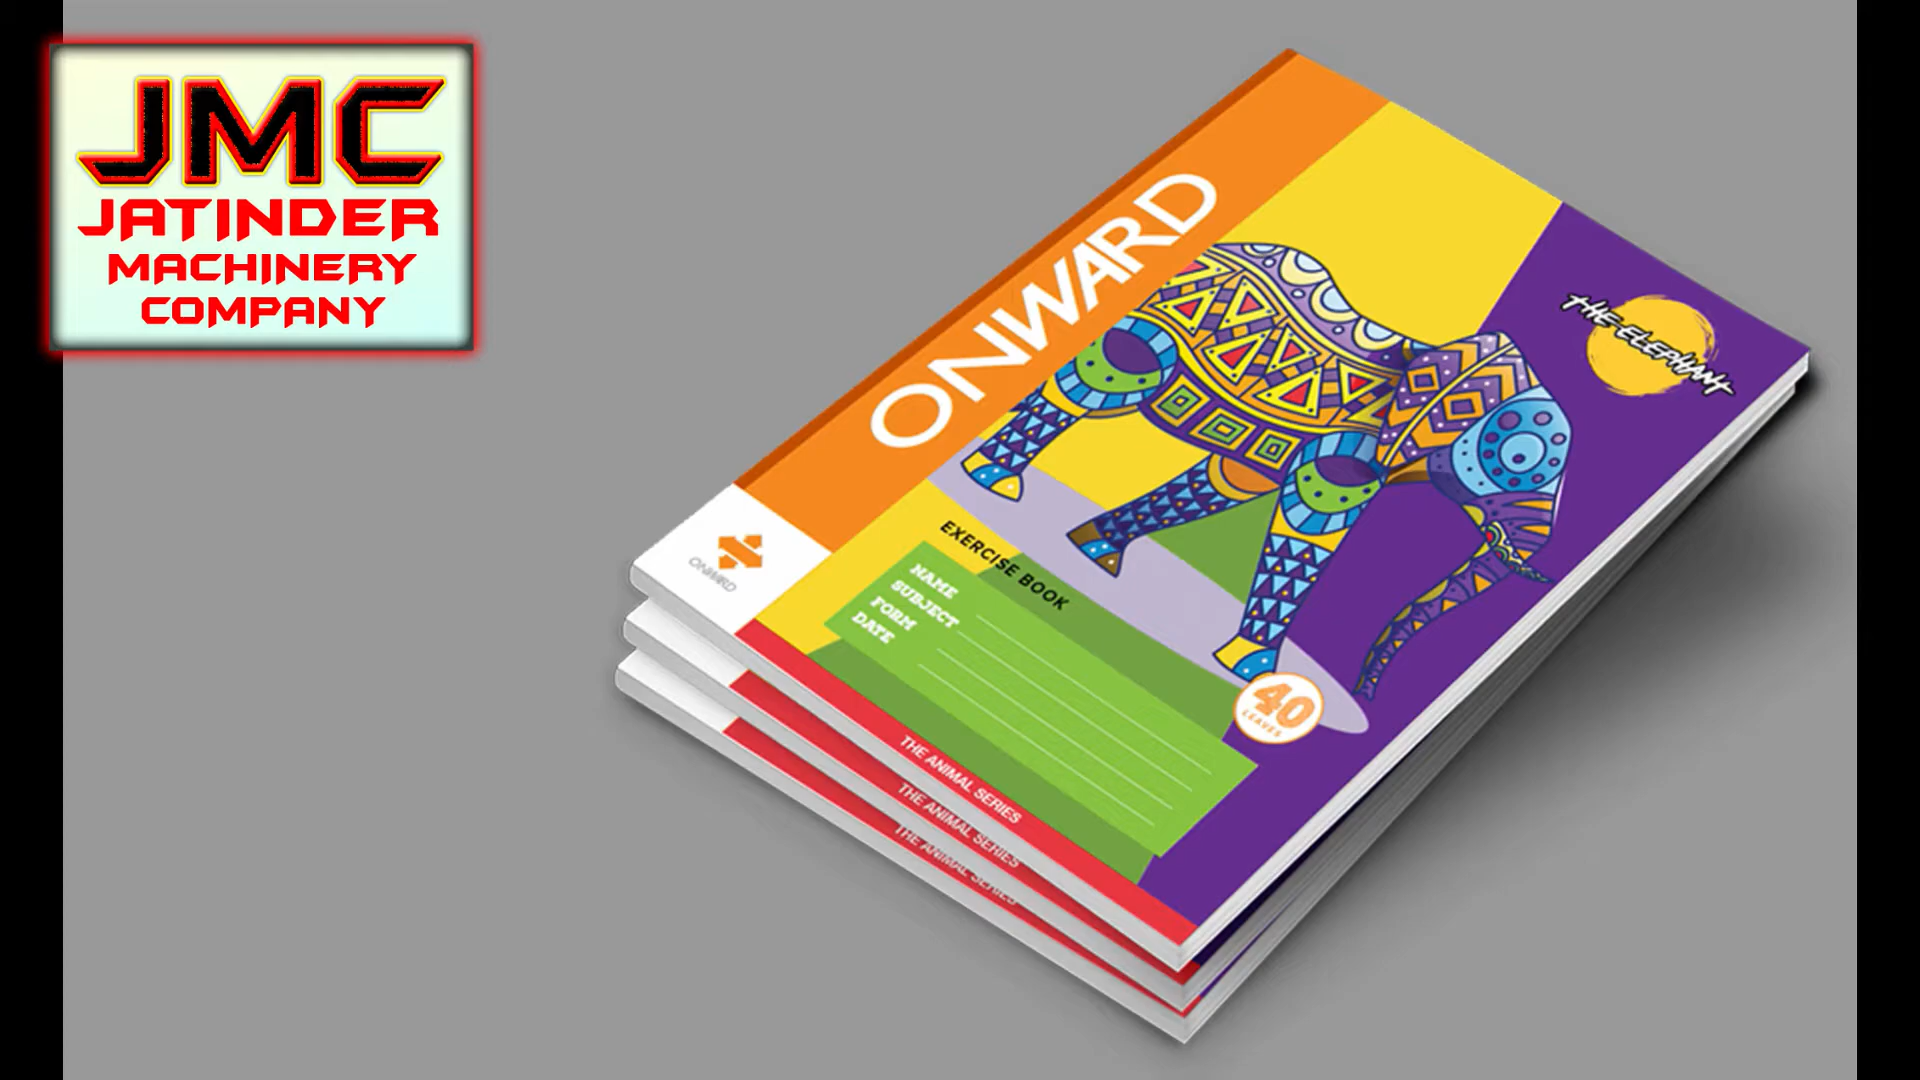 JMC
JATINDER
MACHINERY
COMPANY
ONWARD
THE ELEPHANT
EXERCISE BOOK
NAME
SUBJECT
FORM
DATE
40
LEAVES
ONWARD
THE ANIMAL SERIES
THE ANIMAL SERIES
THE ANIMAL SERIES